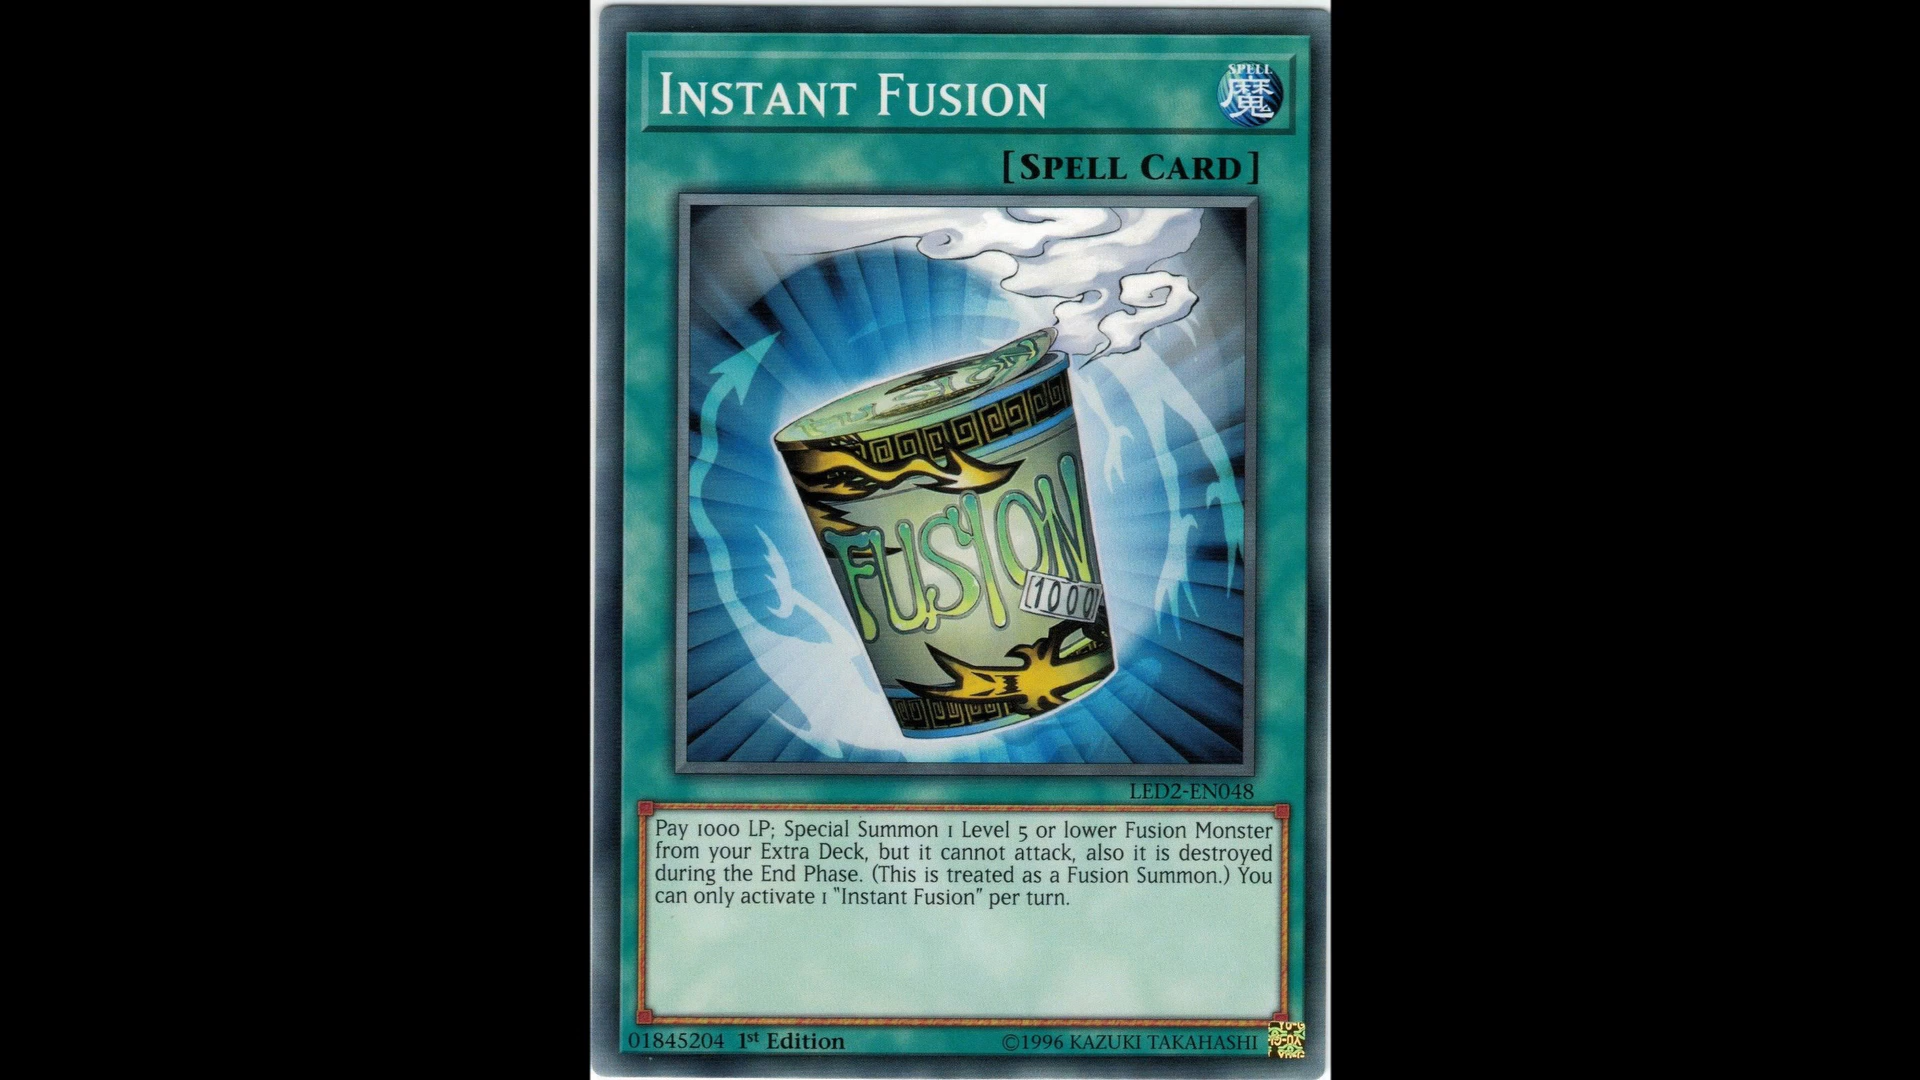 INSTANT FUSION
SPELL
魔
[SPELL CARD]
FUSION
1000
LED2-EN048
Pay 1000 LP; Special Summon 1 Level 5 or lower Fusion Monster
from your Extra Deck, but it cannot attack, also it is destroyed
during the End Phase. (This is treated as a Fusion Summon.) You
can only activate 1 "Instant Fusion" per turn.
01845204 1st Edition
©1996 KAZUKI TAKAHASHI